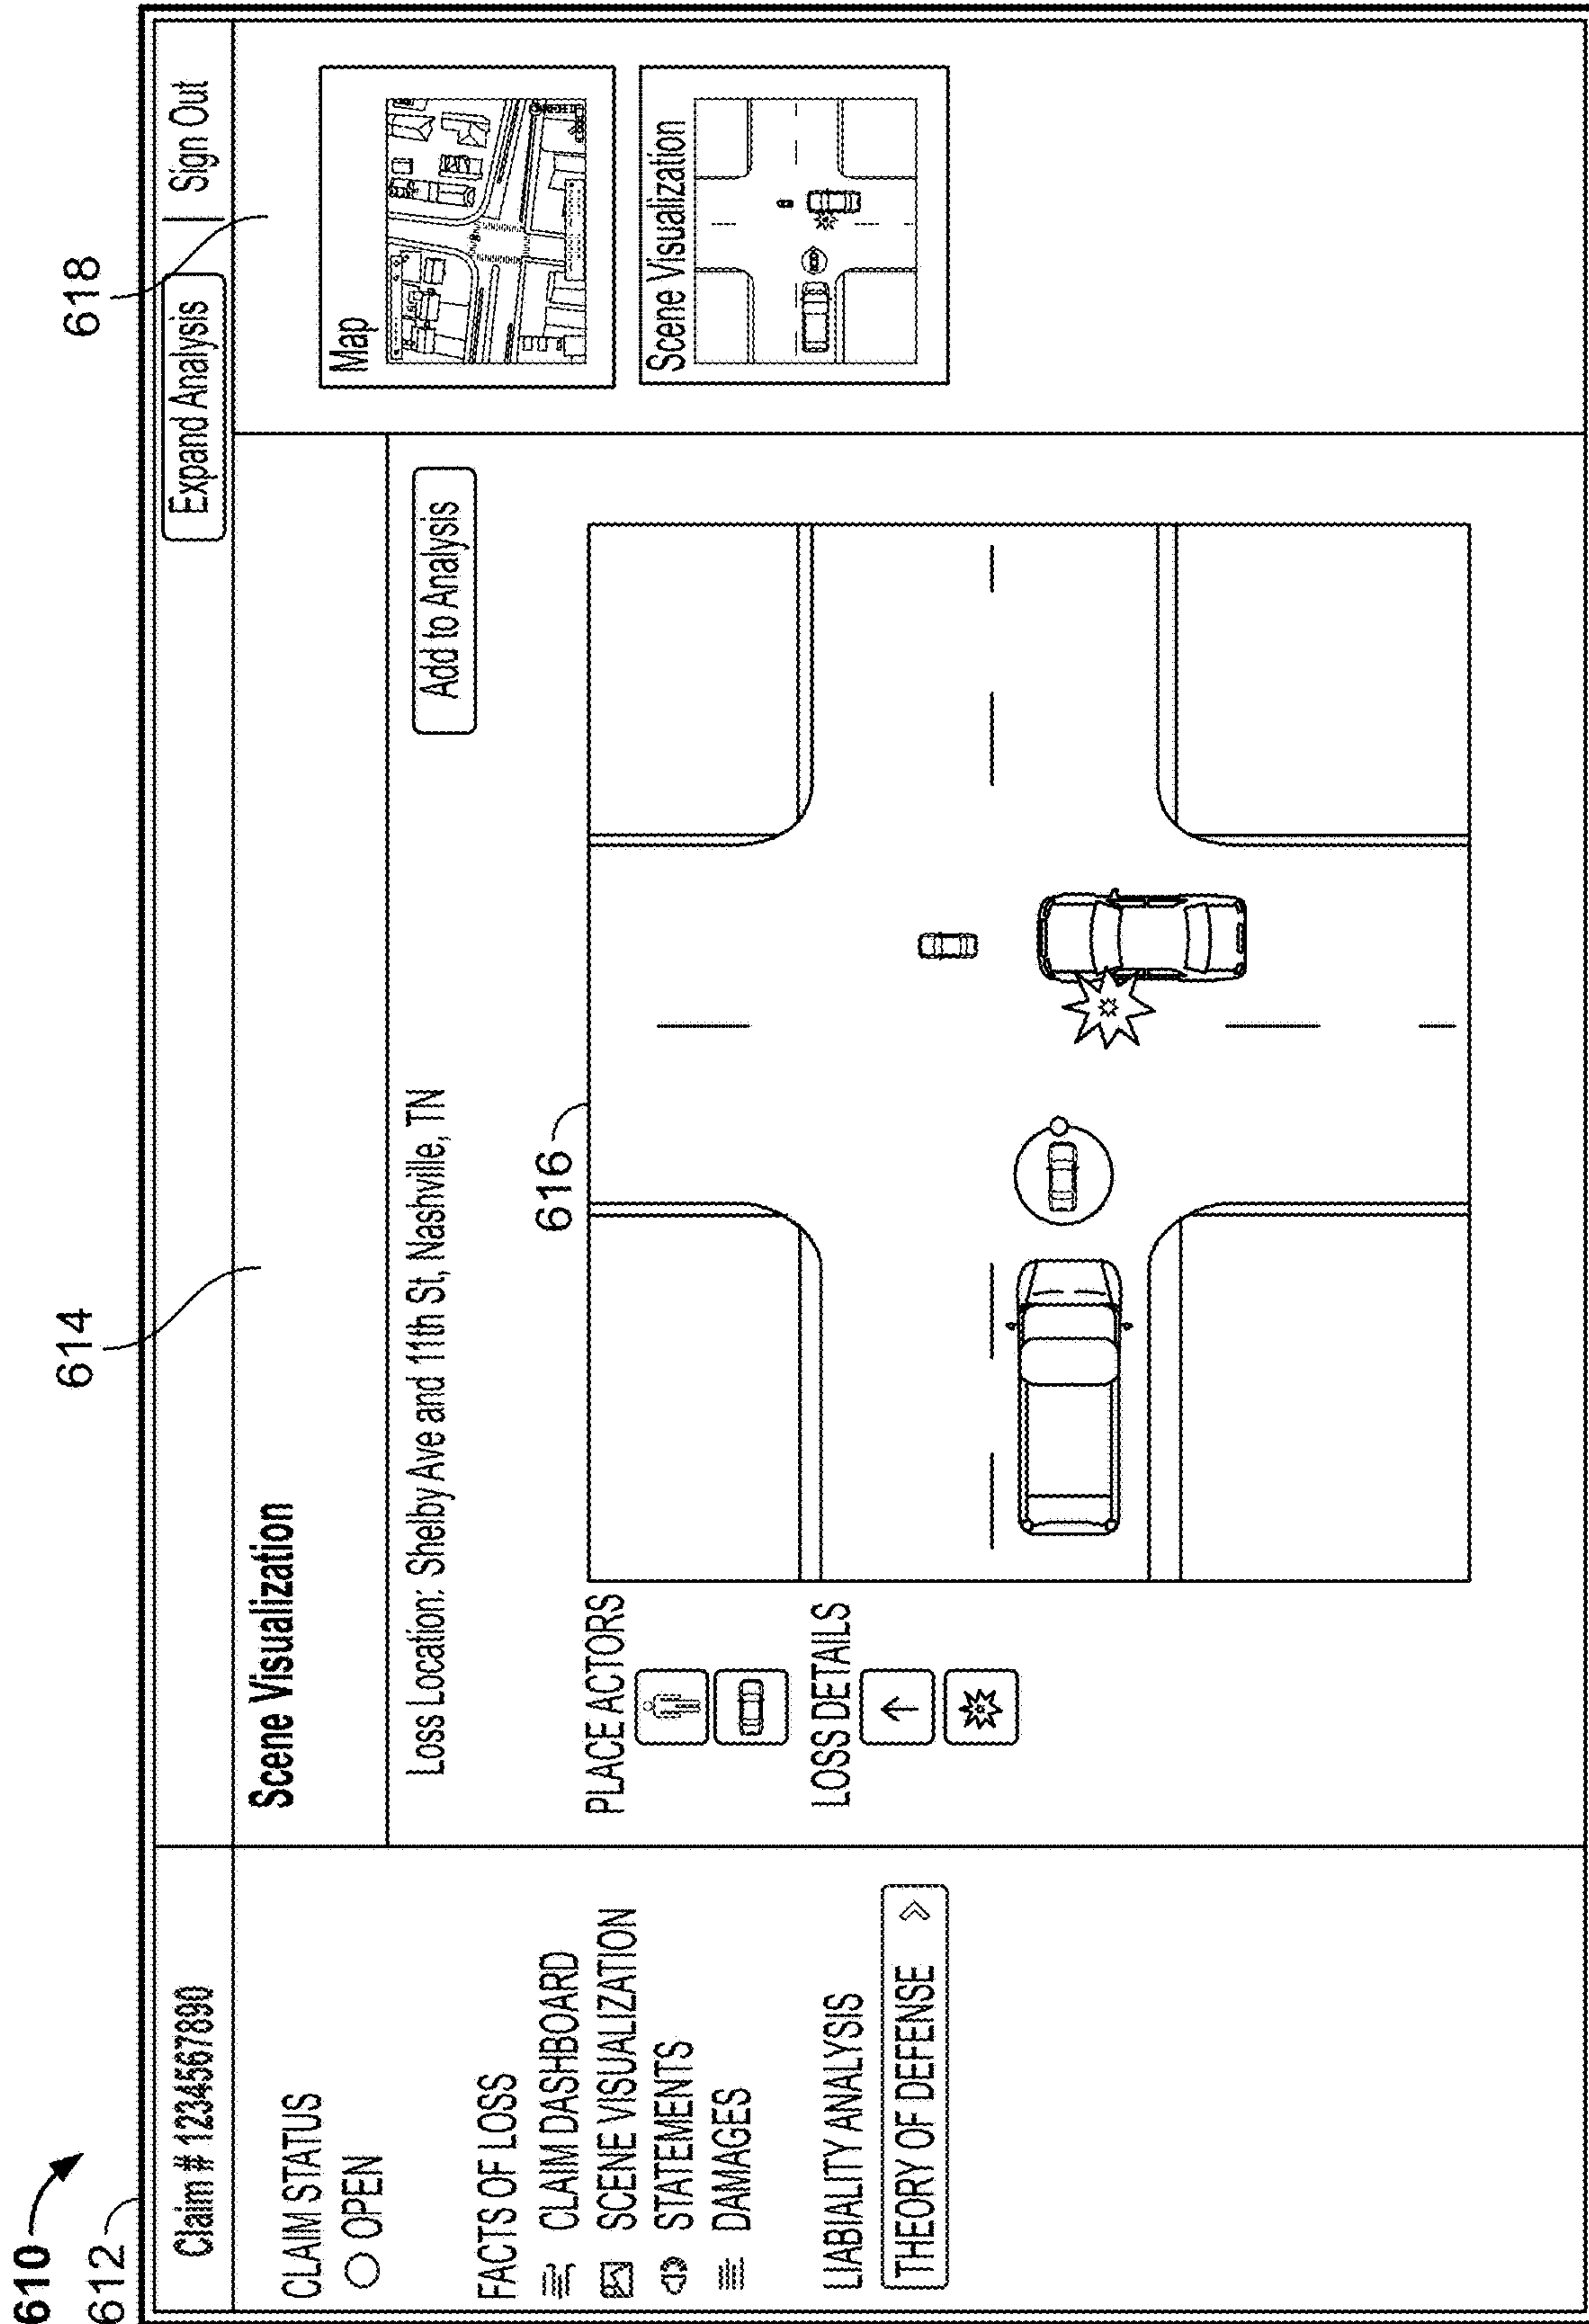 610
612
614
618
Claim # 1234567890
Expand Analysis | Sign Out
CLAIM STATUS
OPEN
FACTS OF LOSS
CLAIM DASHBOARD
SCENE VISUALIZATION
STATEMENTS
DAMAGES
LIABIALITY ANALYSIS
THEORY OF DEFENSE >
Scene Visualization
Loss Location: Shelby Ave and 11th St, Nashville, TN
Add to Analysis
616
PLACE ACTORS
LOSS DETAILS
Map
Scene Visualization